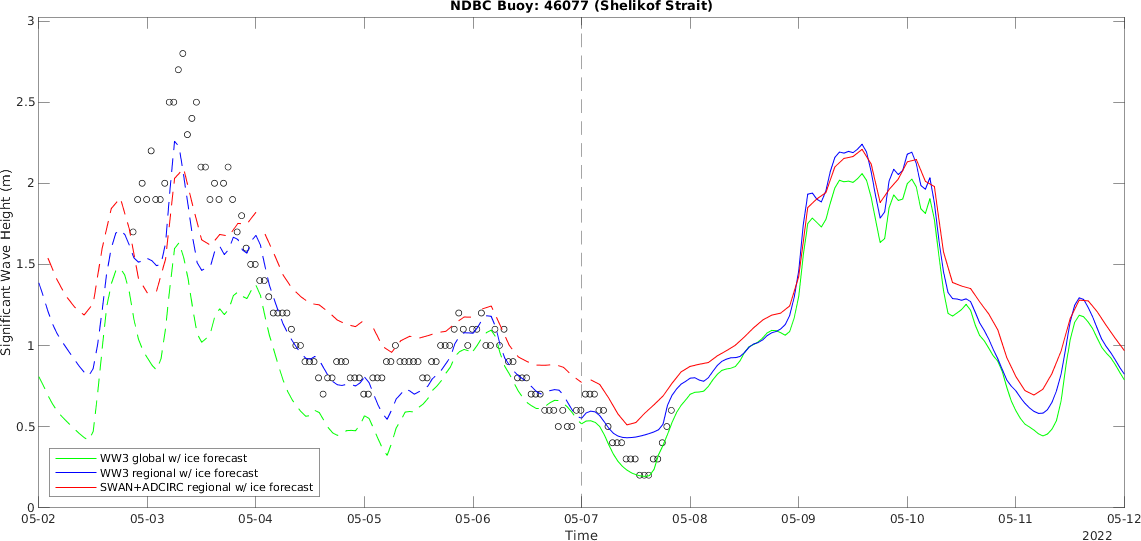 NDBC Buoy: 46077 (Shelikof Strait)
3
2.5
2
1.5
1
0.5
0
Significant Wave Height (m)
WW3 global w/ ice forecast
WW3 regional w/ ice forecast
SWAN+ADCIRC regional w/ ice forecast
05-02 05-03 05-04 05-05 05-06 05-07 05-08 05-09 05-10 05-11 05-12
Time
2022